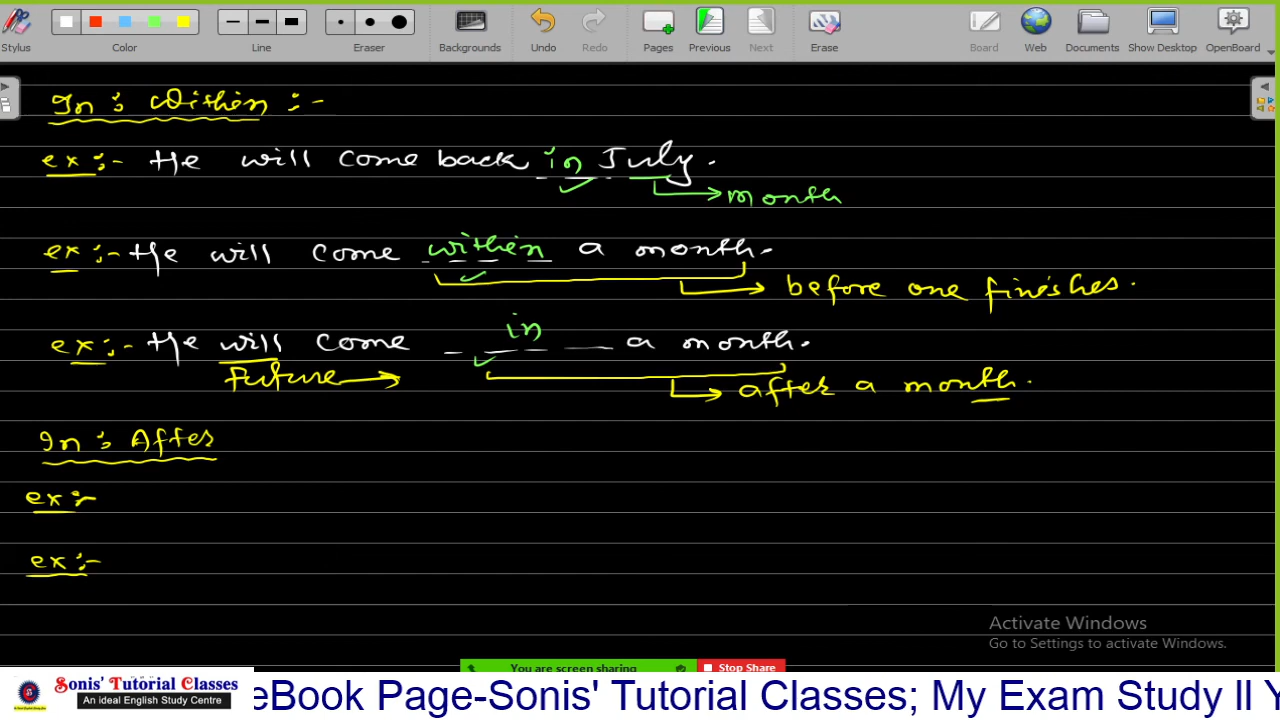 Stylus Color Line Eraser Backgrounds Undo Redo Pages Previous Next Erase Board Web Documents Show Desktop OpenBoard
In : Within :-
ex :- He will come back in July.
month
ex :- He will come within a month.
before one finishes.
ex :- He will come in a month.
Future
after a month.
In : After
ex :-
ex :-
Activate Windows
Go to Settings to activate Windows.
You are screen sharing Stop Share
Sonis' Tutorial Classes
An ideal English Study Centre
eBook Page-Sonis' Tutorial Classes; My Exam Study ll Y